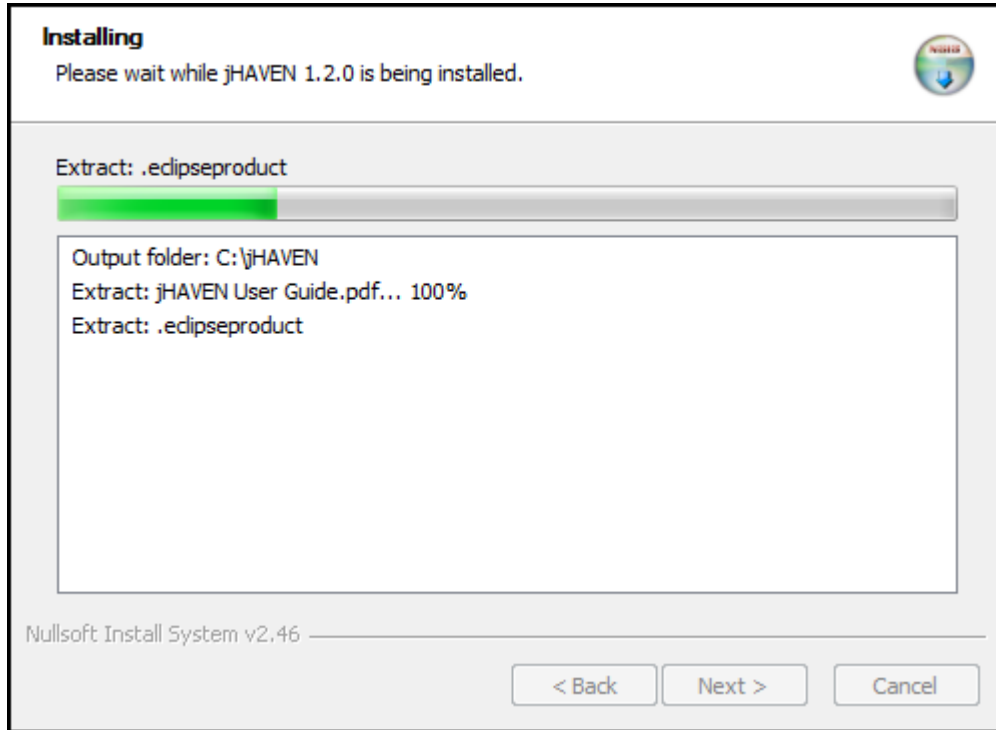 Installing
Please wait while jHAVEN 1.2.0 is being installed.
Extract: .eclipseproduct
Output folder: C:\jHAVEN
Extract: jHAVEN User Guide.pdf... 100%
Extract: .eclipseproduct
Nullsoft Install System v2.46
< Back
Next >
Cancel